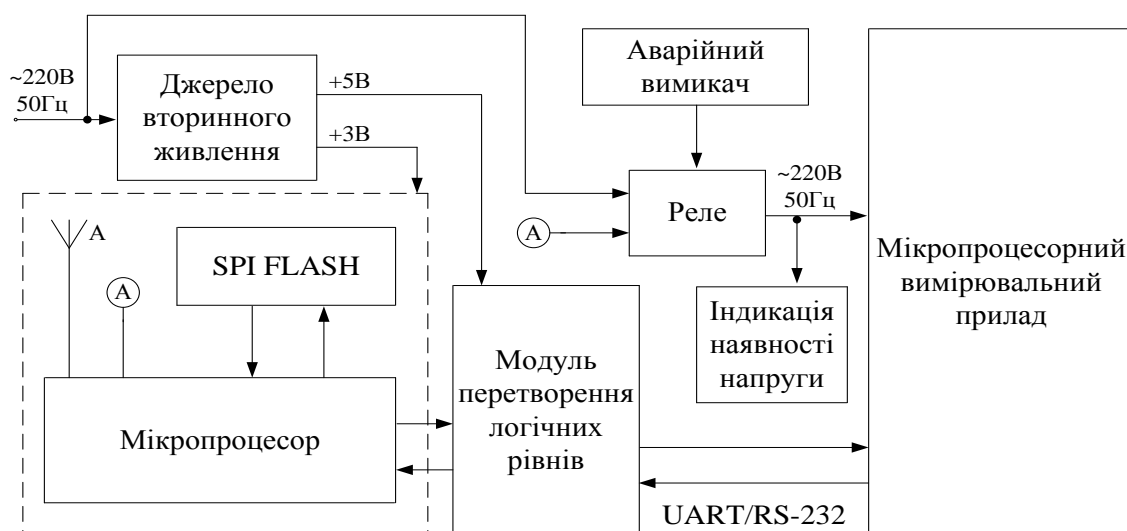 ~220В
50Гц
Джерело
вторинного
живлення
+5В
+3В
Аварійний
вимикач
Реле
~220В
50Гц
А
Мікропроцесорний
вимірювальний
прилад
А
А
SPI FLASH
Індикація
наявності
напруги
Модуль
перетворення
логічних
рівнів
Мікропроцесор
UART/RS-232